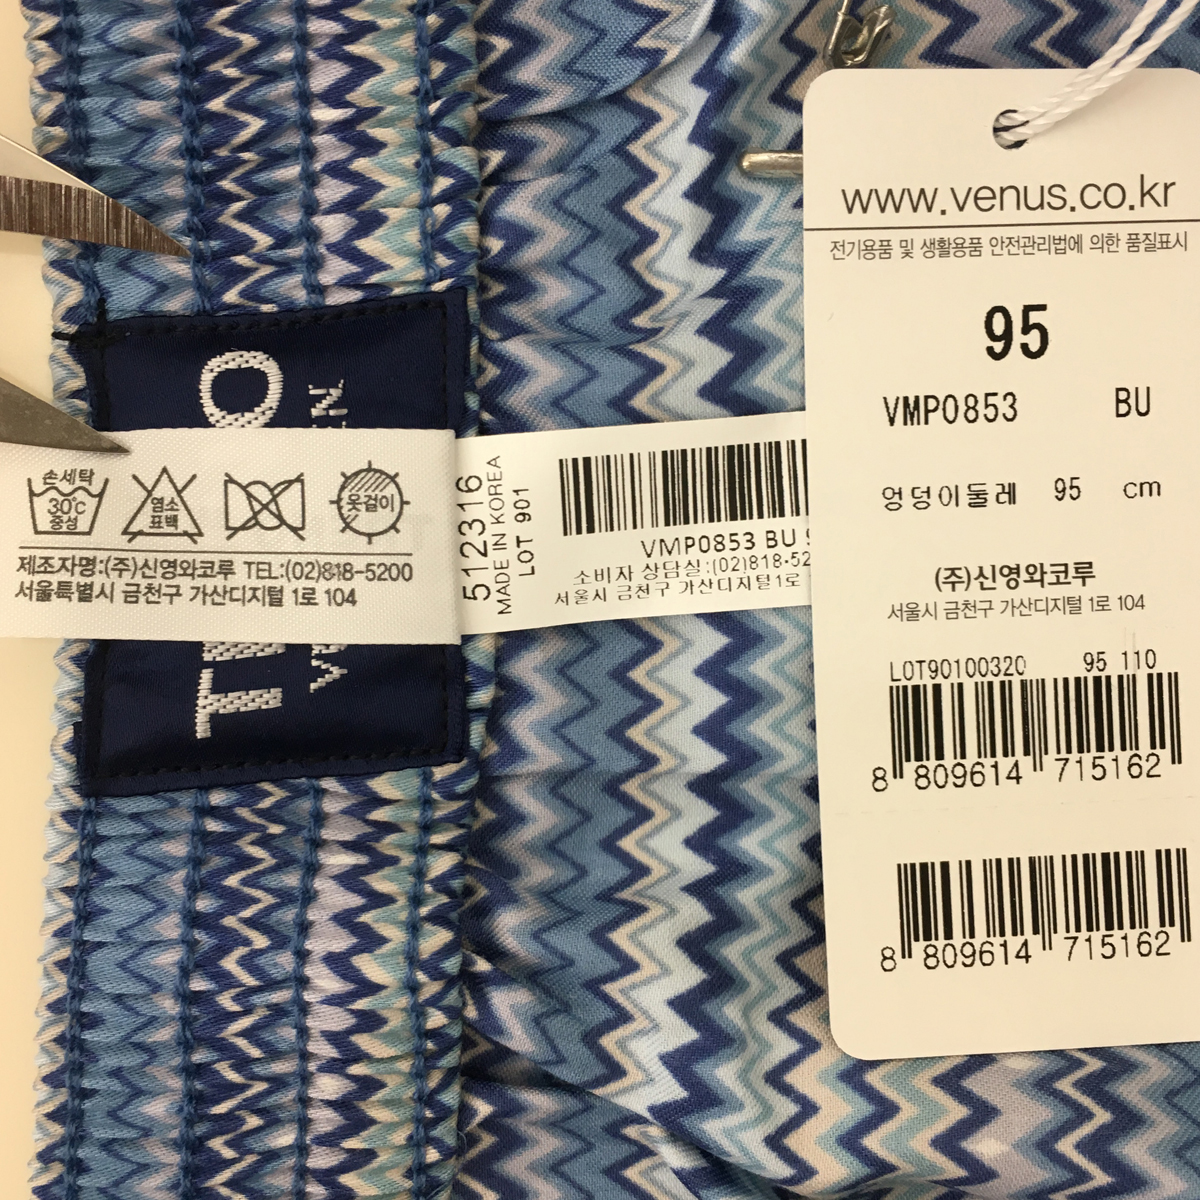 손세탁
30℃
중성
염소
표백
옷걸이
제조자명:(주)신영와코루 TEL:(02)818-5200
서울특별시 금천구 가산디지털 1로 104
512316
MADE IN KOREA
LOT 901
VMP0853 BU
소비자 상담실:(02)818-52
서울시 금천구 가산디지털 1로
www.venus.co.kr
전기용품 및 생활용품 안전관리법에 의한 품질표시
95
VMP0853 BU
엉덩이둘레 95 cm
(주)신영와코루
서울시 금천구 가산디지털 1로 104
LOT90100320 95 110
8 809614 715162
8 809614 715162